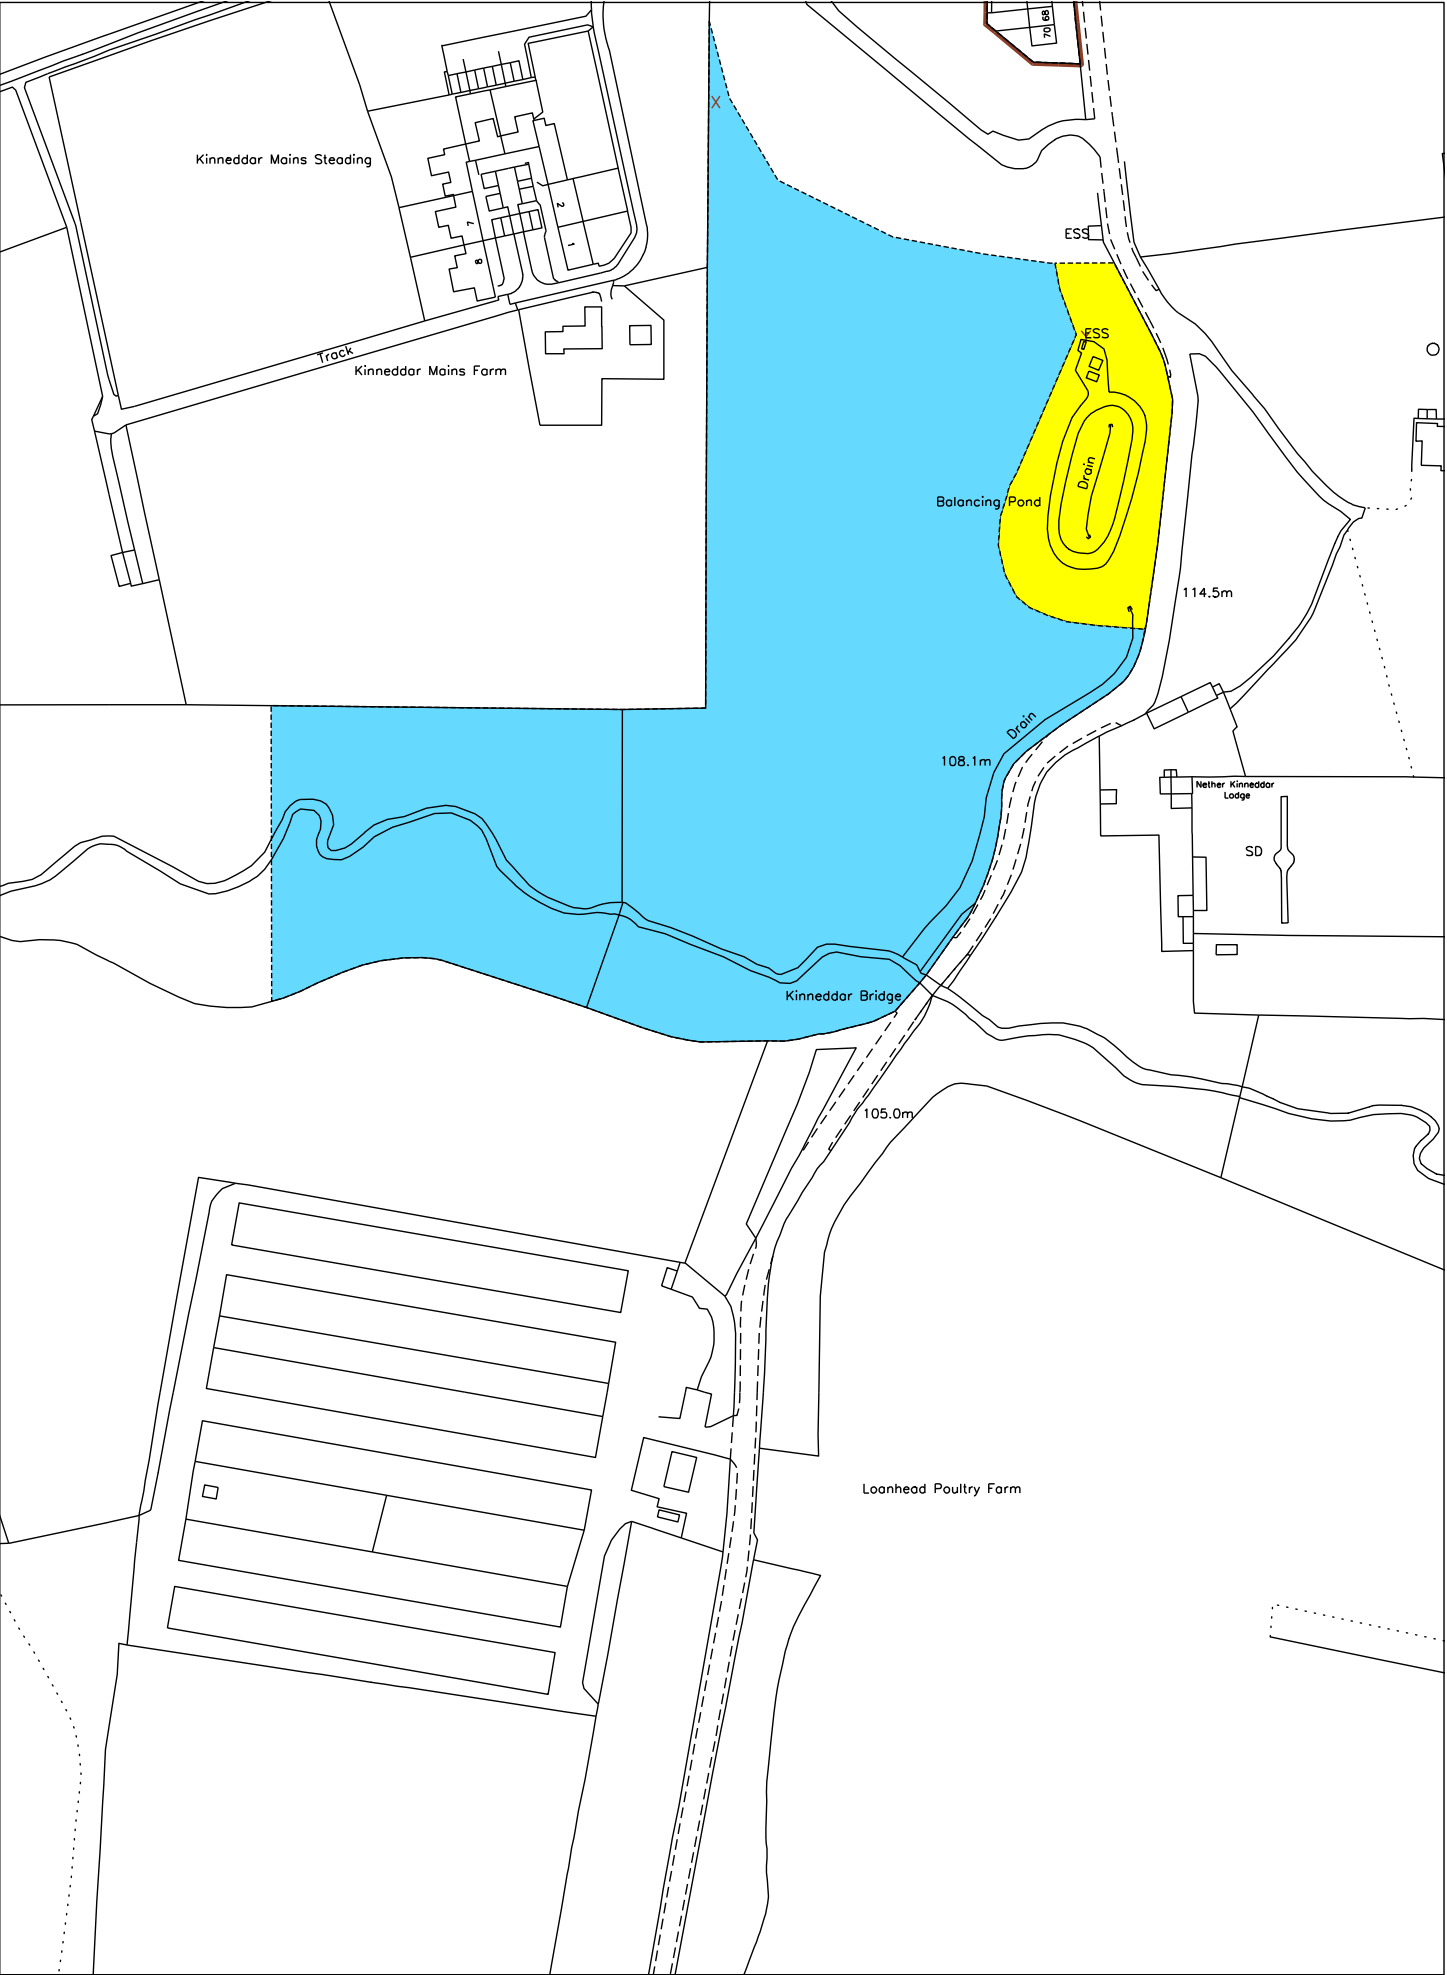 68
70
Kinneddar Mains Steading
2
7
1
8
ESS
ESS
Track
Kinneddar Mains Farm
Drain
Balancing Pond
114.5m
Drain
108.1m
Nether Kinneddar
Lodge
SD
Kinneddar Bridge
105.0m
Loanhead Poultry Farm